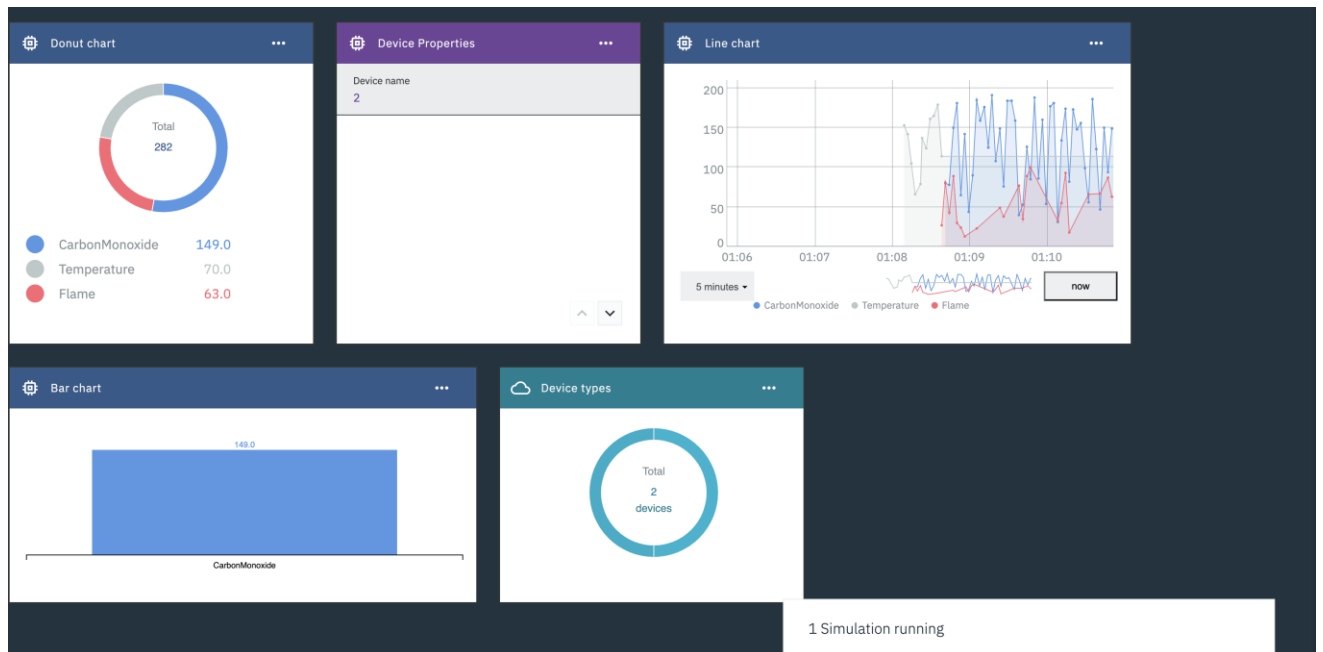 Donut chart
Total
282
CarbonMonoxide 149.0
Temperature 70.0
Flame 63.0
Device Properties
Device name
2
Line chart
200
150
100
50
0
01:06 01:07 01:08 01:09 01:10
5 minutes
now
CarbonMonoxide Temperature Flame
Bar chart
149.0
CarbonMonoxide
Device types
Total
2
devices
1 Simulation running